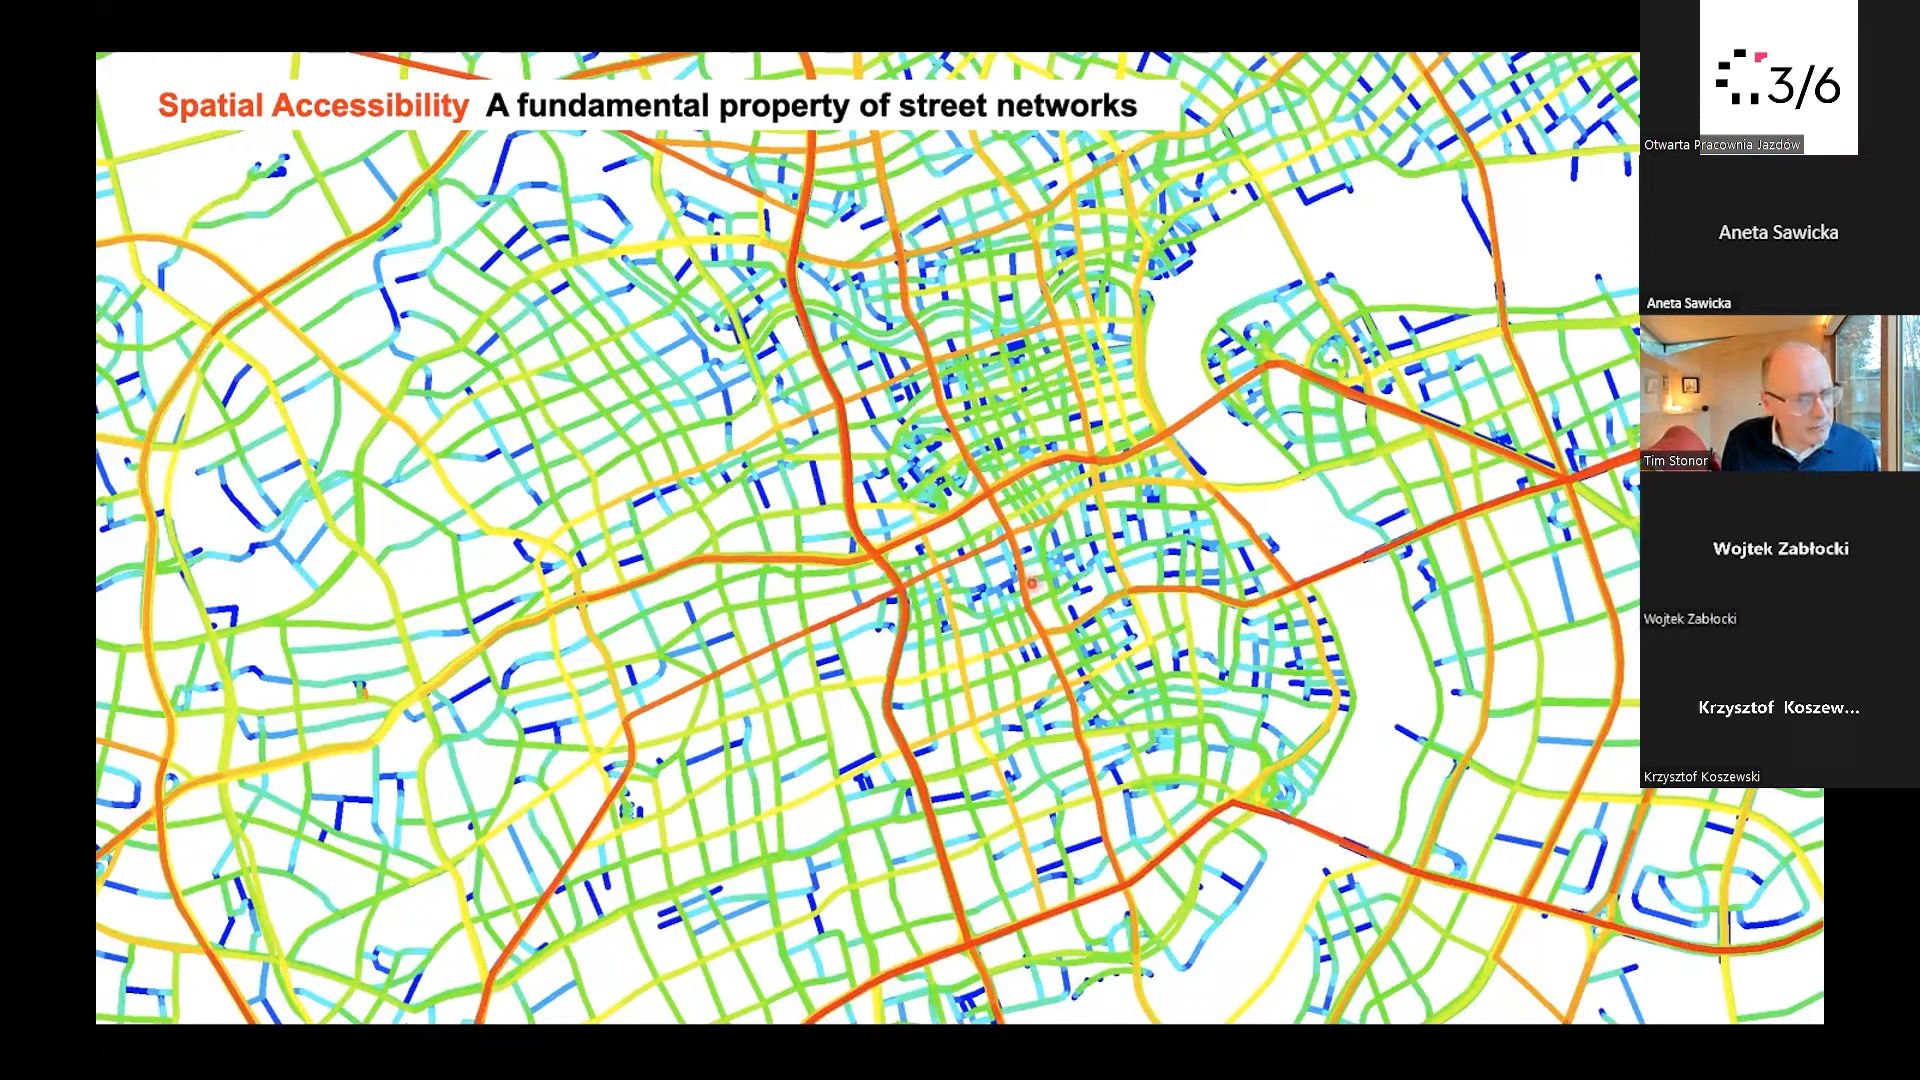 Spatial Accessibility A fundamental property of street networks
3/6
Otwarta Pracownia Jazdów
Aneta Sawicka
Aneta Sawicka
Tim Stonor
Wojtek Zabłocki
Wojtek Zabłocki
Krzysztof Koszew...
Krzysztof Koszewski